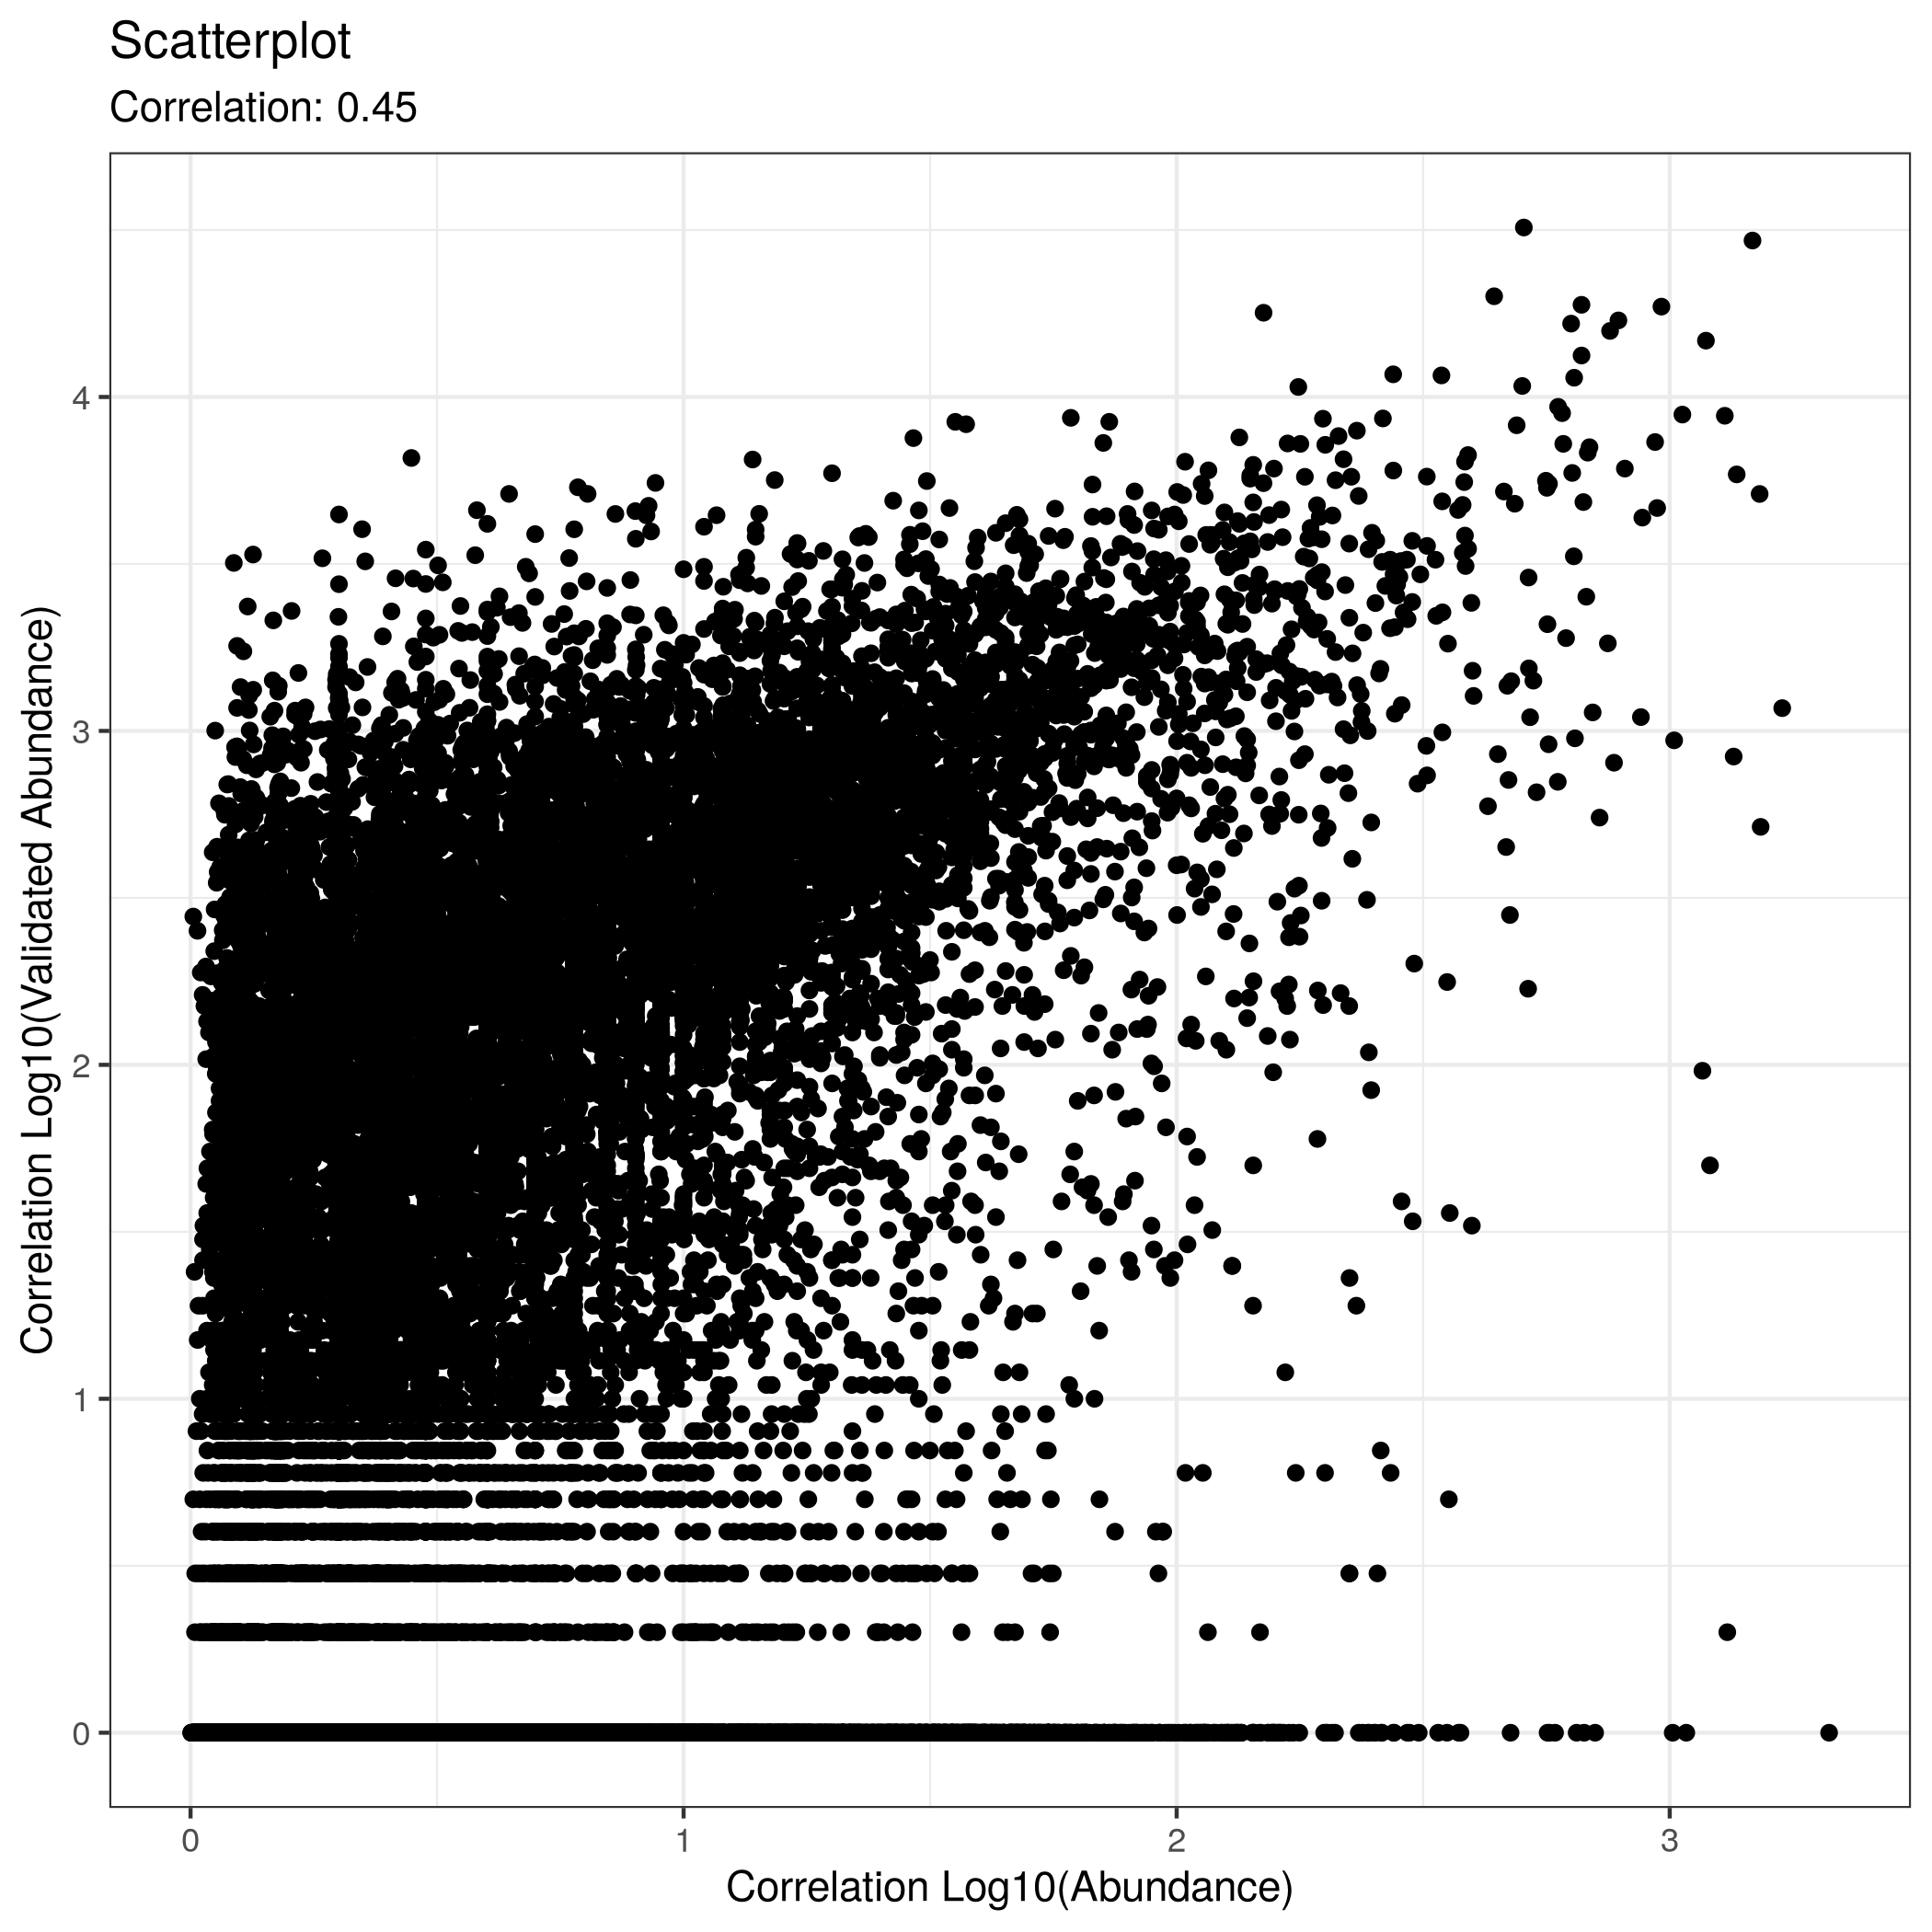 Scatterplot
Correlation: 0.45
Correlation Log10(Validated Abundance)
4
3
2
1
0
0 1 2 3
Correlation Log10(Abundance)